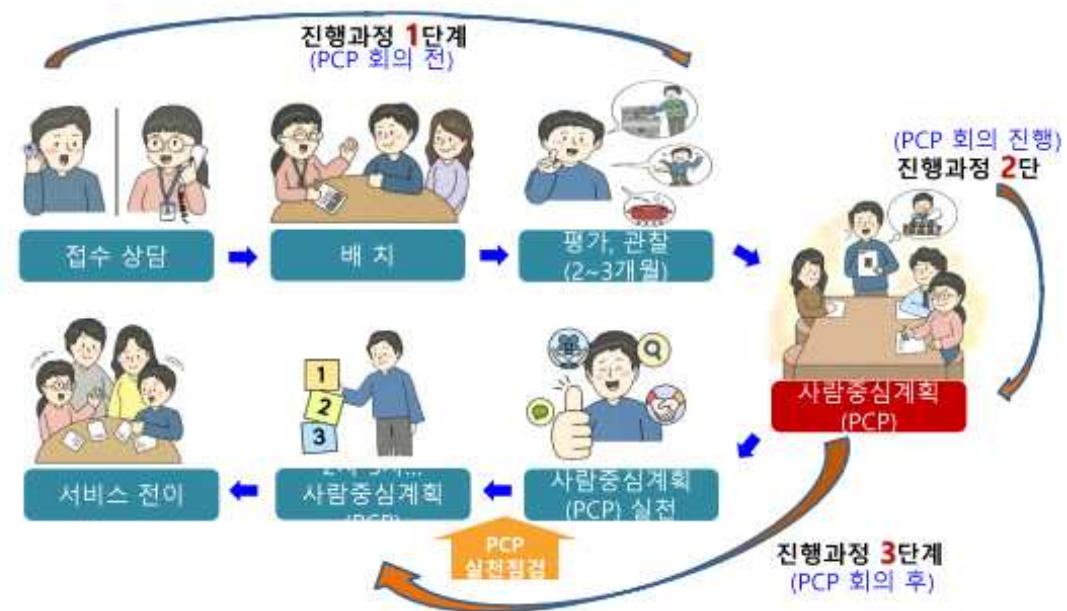 진행과정 1단계
(PCP 회의 전)
(PCP 회의 진행)
진행과정 2단
접수 상담
배 치
평가, 관찰
(2~3개월)
사람중심계획
(PCP)
1
2
3
사람중심계획
(PCP) 실천
사람중심계획
(PCP)
서비스 전이
PCP
실천점검
진행과정 3단계
(PCP 회의 후)